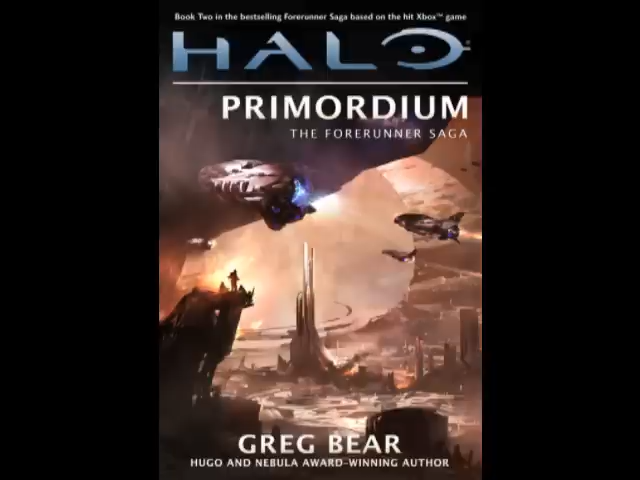 Book Two in the bestselling Forerunner Saga based on the hit Xbox™ game
HALO®
PRIMORDIUM
THE FORERUNNER SAGA
GREG BEAR
HUGO AND NEBULA AWARD–WINNING AUTHOR